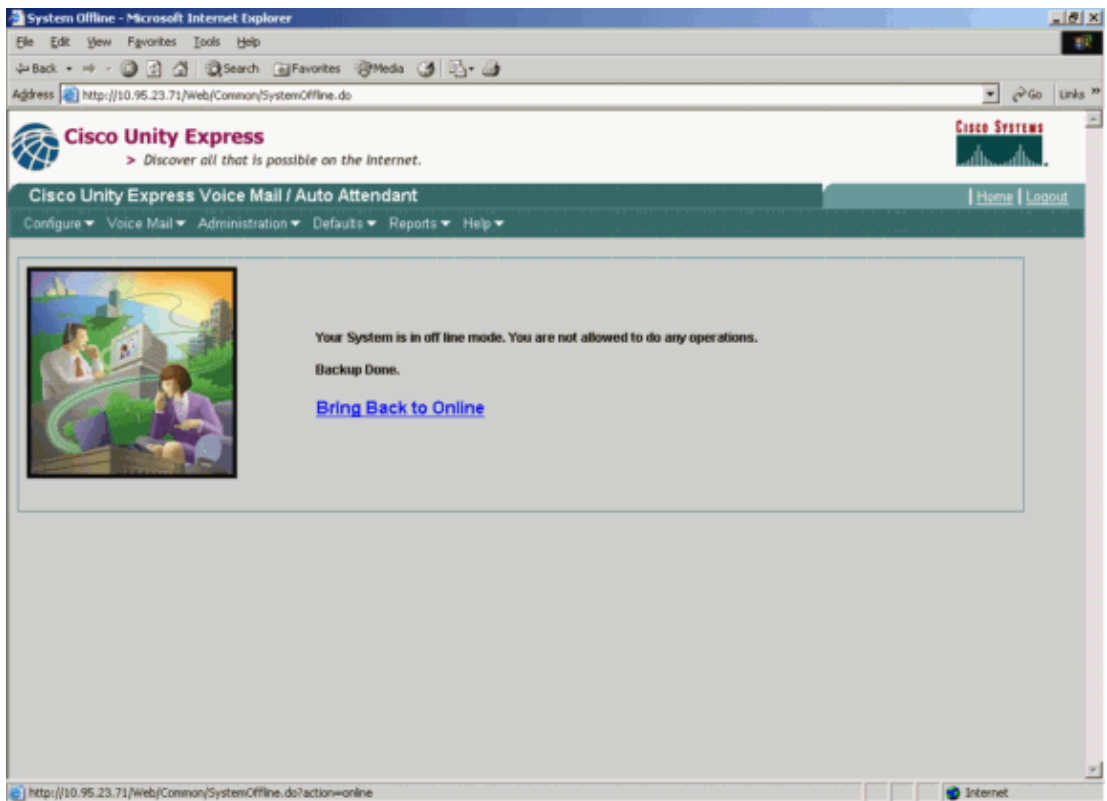 System Offline - Microsoft Internet Explorer
File Edit View Favorites Tools Help
Back Search Favorites Media
Address http://10.95.23.71/Web/Common/SystemOffline.do Go Links »
Cisco Unity Express
> Discover all that is possible on the Internet.
CISCO SYSTEMS
Cisco Unity Express Voice Mail / Auto Attendant
| Home | Logout
Configure Voice Mail Administration Defaults Reports Help
Your System is in off line mode. You are not allowed to do any operations.
Backup Done.
Bring Back to Online
http://10.95.23.71/Web/Common/SystemOffline.do?action=online Internet